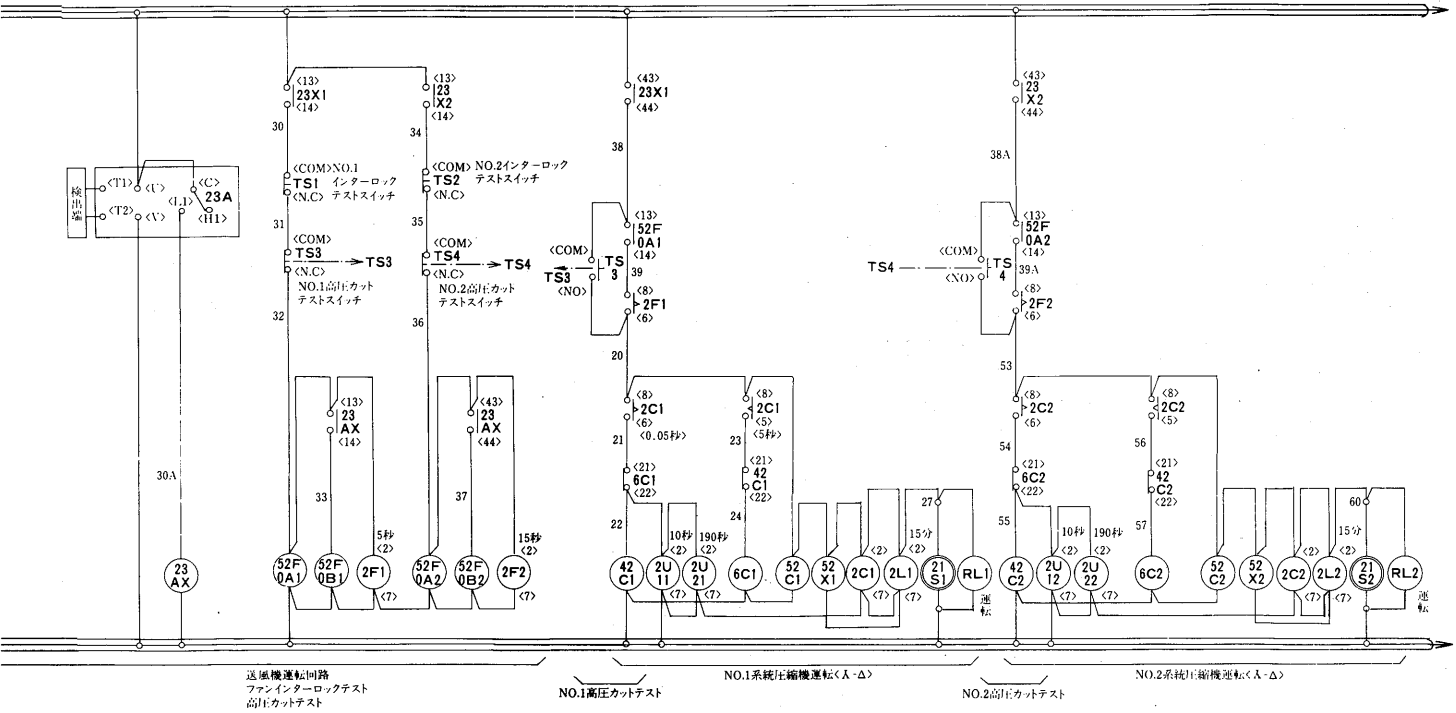 <13>
23X1
<14>
30
<13>
23
X2
<14>
34
<43>
23X1
<44>
38
<43>
23
X2
<44>
38A
検出端
<T1>
<T2>
<U>
<V>
<L1>
<C>
23A
<H1>
30A
<COM>NO.1
TS1 インターロック
<N.C> テストスイッチ
31
<COM> NO.2インターロック
TS2 テストスイッチ
<N.C>
35
<COM>
TS3
<N.C>
TS3
NO.1高圧カット
テストスイッチ
32
<COM>
TS4
<N.C>
TS4
NO.2高圧カット
テストスイッチ
36
<COM>
TS3
<NO>
TS
3
<13>
52F
0A1
<14>
39
<8>
2F1
<6>
20
TS4
<COM>
<NO>
TS
4
<13>
52F
0A2
<14>
39A
<8>
2F2
<6>
53
<13>
23
AX
<14>
33
<43>
23
AX
<44>
37
<8>
2C1
<6>
<0.05秒>
21
<21>
6C1
<22>
22
<8>
2C1
<5>
<5秒>
23
<21>
42
C1
<22>
24
<8>
2C2
<6>
54
<21>
6C2
<22>
55
<8>
2C2
<5>
56
<21>
42
C2
<22>
57
27
60
5秒
<2>
15秒
<2>
10秒
<2>
190秒
<2>
<2>
15分
<2>
10秒
<2>
190秒
<2>
<2>
15分
<2>
23
AX
52F
0A1
52F
0B1
2F1
<7>
52F
0A2
52F
0B2
2F2
<7>
42
C1
2U
11
<7>
2U
21
<7>
6C1
52
C1
52
X1
2C1
<7>
2L1
<7>
21
S1
RL1
運転
42
C2
2U
12
<7>
2U
22
<7>
6C2
52
C2
52
X2
2C2
<7>
2L2
<7>
21
S2
RL2
運転
送風機運転回路
ファンインターロックテスト
高圧カットテスト
NO.1高圧カットテスト
NO.1系統圧縮機運転<人-Δ>
NO.2高圧カットテスト
NO.2系統圧縮機運転<人-Δ>